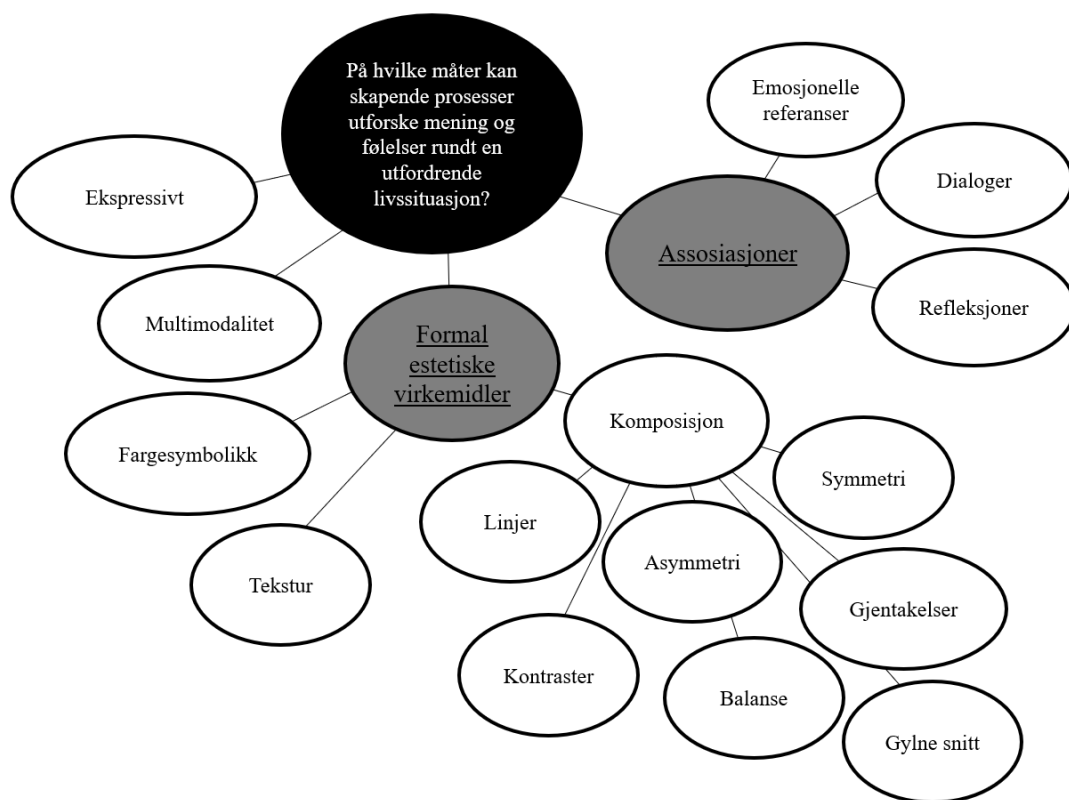 På hvilke måter kan
skapende prosesser
utforske mening og
følelser rundt en
utfordrende
livssituasjon?
Emosjonelle
referanser
Ekspressivt
Dialoger
Assosiasjoner
Refleksjoner
Multimodalitet
Formal
estetiske
virkemidler
Komposisjon
Fargesymbolikk
Symmetri
Linjer
Asymmetri
Tekstur
Gjentakelser
Kontraster
Balanse
Gylne snitt